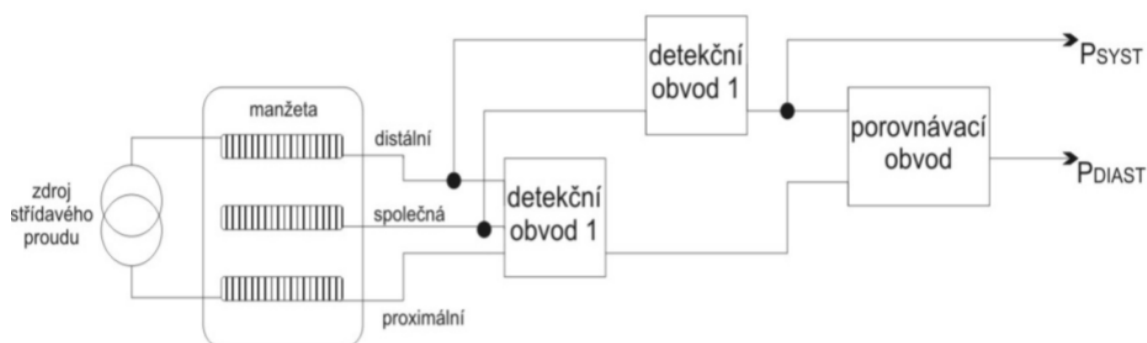 detekční
obvod 1
PSYST
manžeta
distální
porovnávací
obvod
zdroj
střídavého
proudu
společná
detekční
obvod 1
PDIAST
proximální